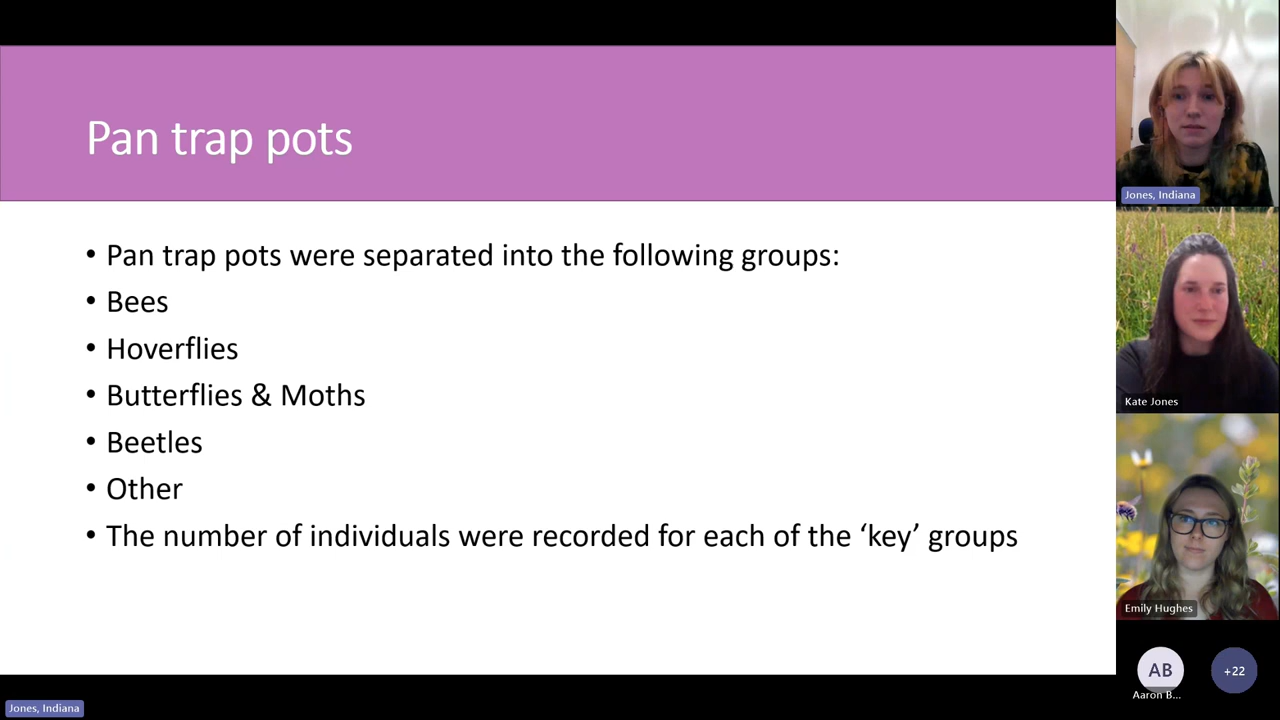 Pan trap pots
• Pan trap pots were separated into the following groups:
• Bees
• Hoverflies
• Butterflies & Moths
• Beetles
• Other
• The number of individuals were recorded for each of the ‘key’ groups
Jones, Indiana
Kate Jones
Emily Hughes
AB
Aaron B...
+22
Jones, Indiana